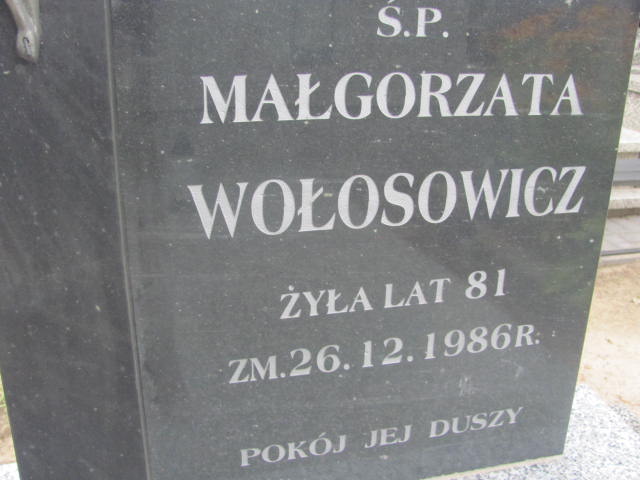 Ś.P.
MAŁGORZATA
WOŁOSOWICZ
ŻYŁA LAT 81
ZM. 26.12.1986R.
POKÓJ JEJ DUSZY